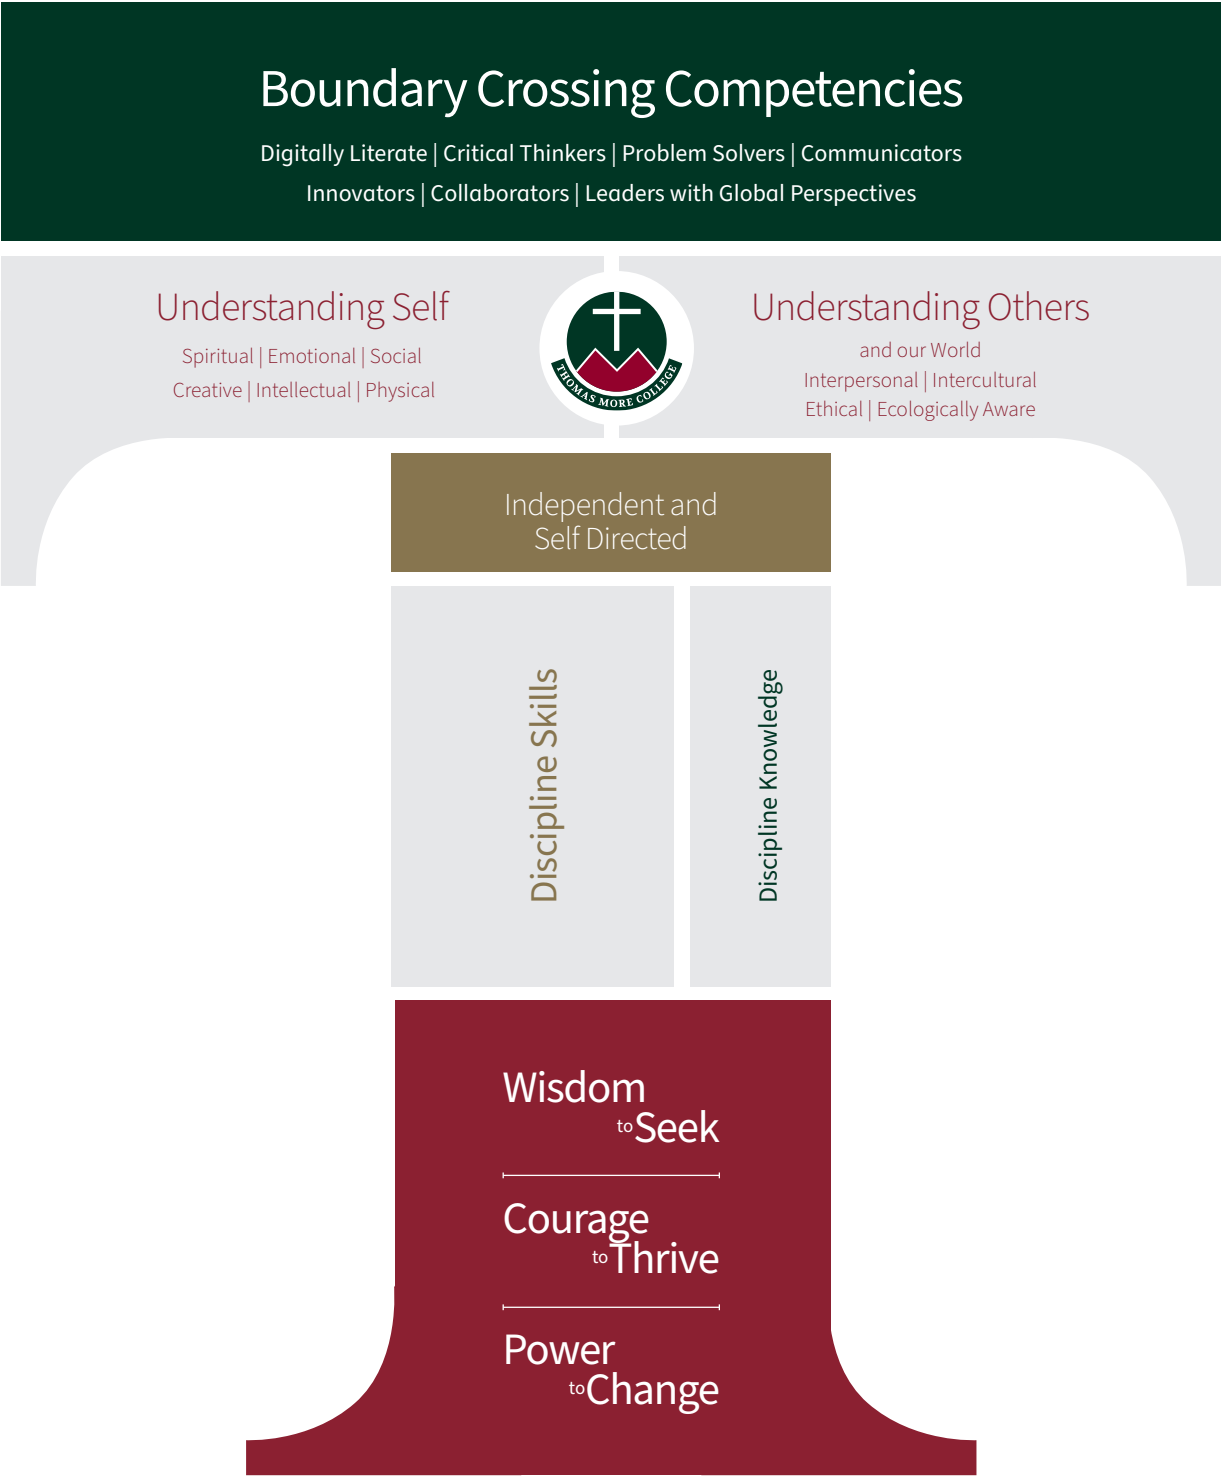 Boundary Crossing Competencies
Digitally Literate | Critical Thinkers | Problem Solvers | Communicators
Innovators | Collaborators | Leaders with Global Perspectives
Understanding Self
Spiritual | Emotional | Social
Creative | Intellectual | Physical
THOMAS MORE COLLEGE
Understanding Others
and our World
Interpersonal | Intercultural
Ethical | Ecologically Aware
Independent and
Self Directed
Discipline Skills
Discipline Knowledge
Wisdom
to Seek
Courage
to Thrive
Power
to Change